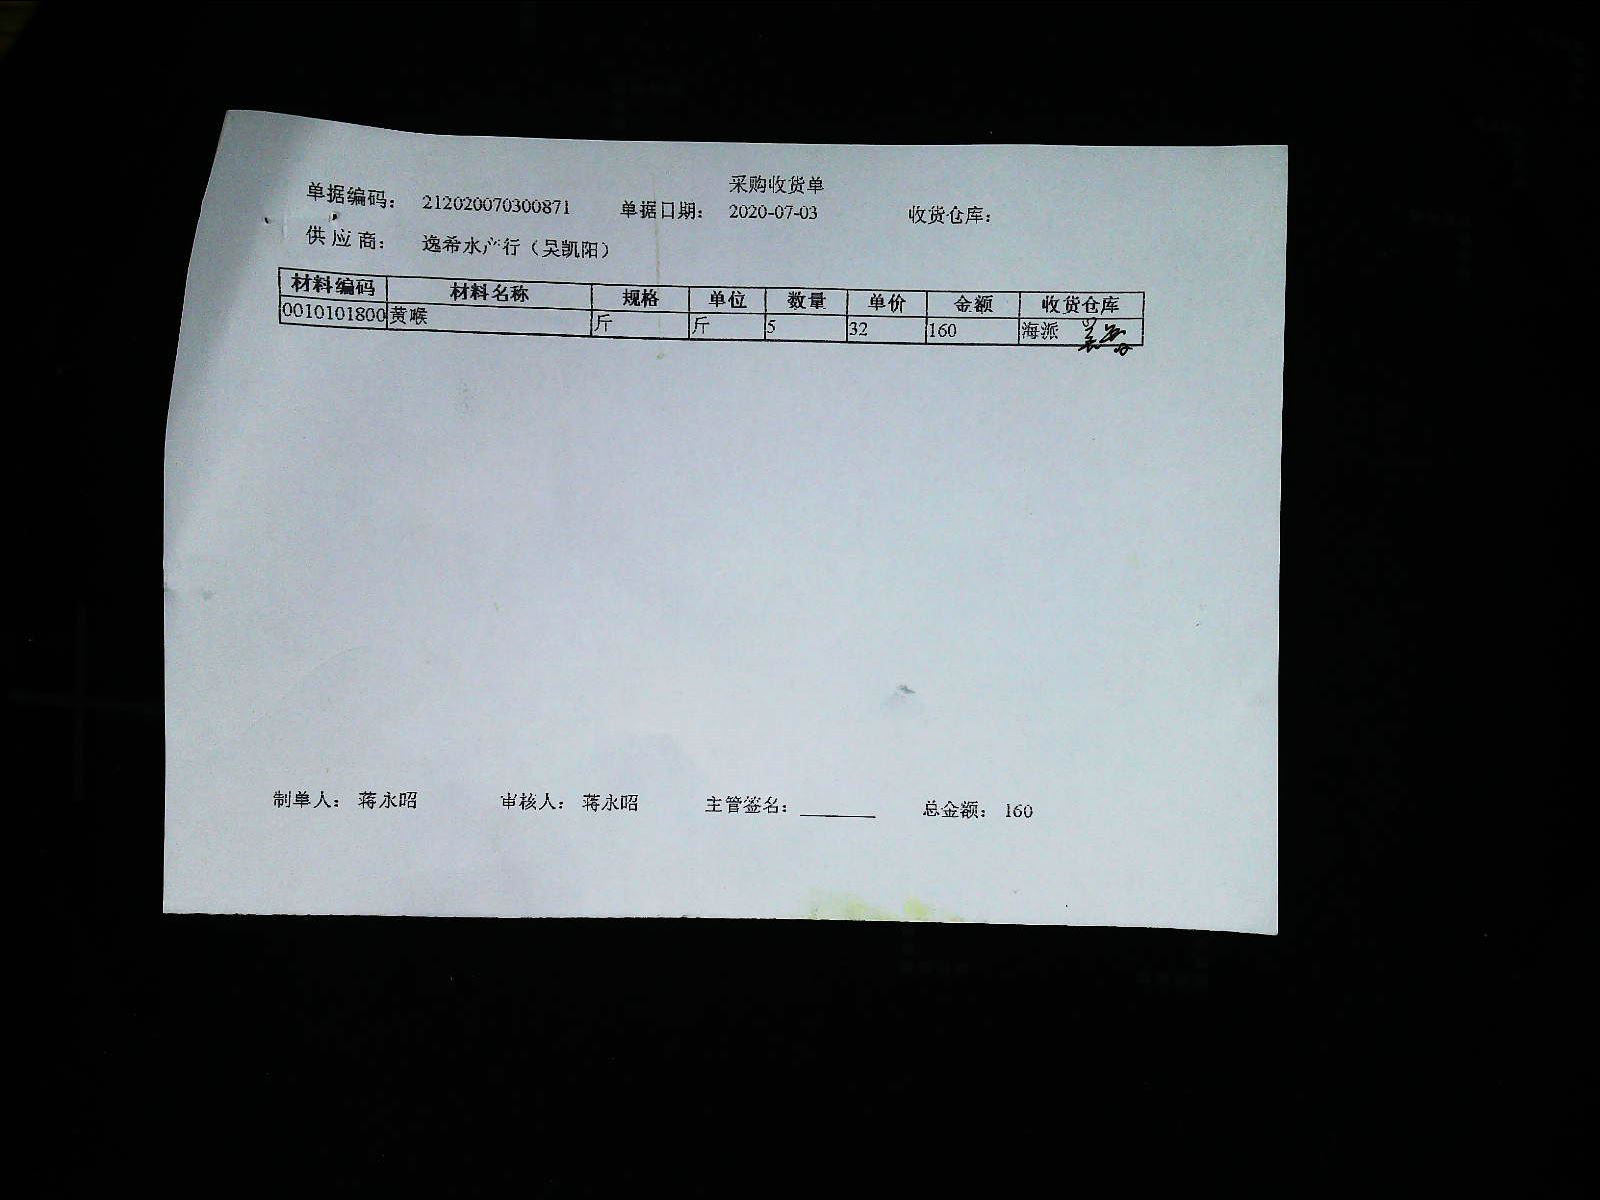 采购收货单
单据编码: 212020070300871 单据日期: 2020-07-03 收货仓库:
供应商: 逸希水产行（吴凯阳）
材料编码 材料名称 规格 单位 数量 单价 金额 收货仓库
0010101800 黄喉 斤 斤 5 32 160 海派
制单人: 蒋永昭 审核人: 蒋永昭 主管签名: 总金额: 160